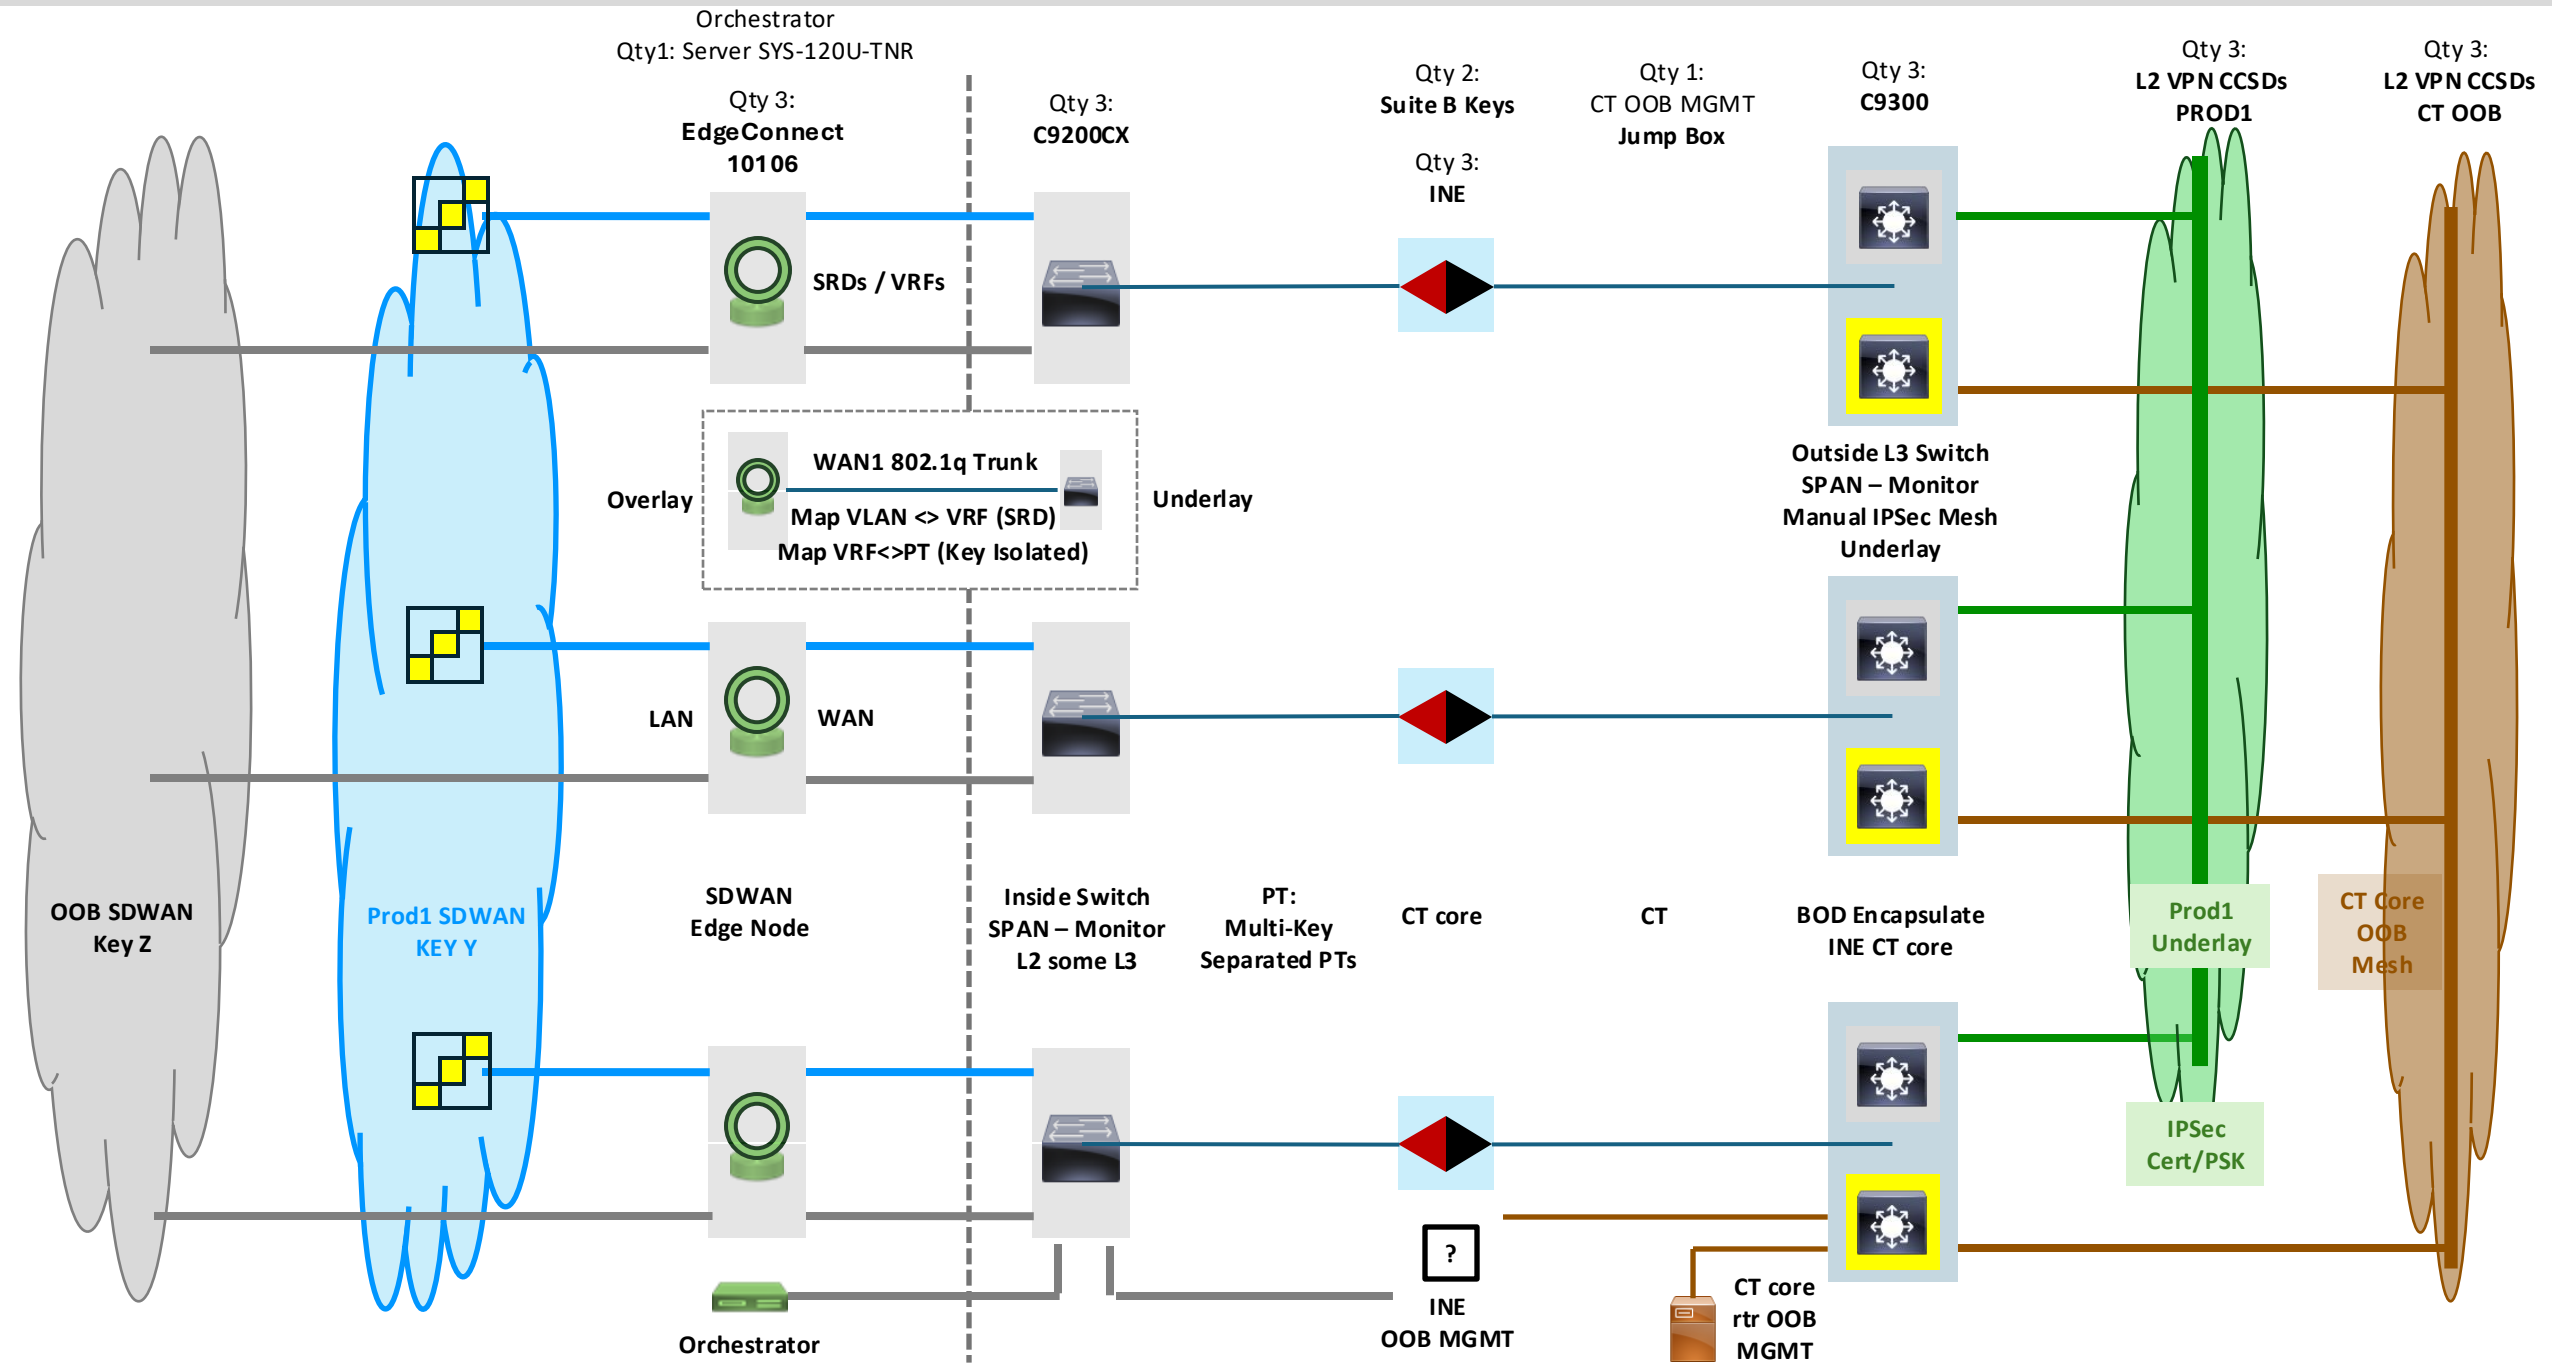 Orchestrator
Qty1: Server SYS-120U-TNR
Qty 3:
EdgeConnect
10106
Qty 3:
C9200CX
Qty 2:
Suite B Keys
Qty 3:
INE
Qty 1:
CT OOB MGMT
Jump Box
Qty 3:
C9300
Qty 3:
L2 VPN CCSDs
PROD1
Qty 3:
L2 VPN CCSDs
CT OOB
SRDs / VRFs
Overlay
WAN1 802.1q Trunk
Map VLAN <> VRF (SRD)
Map VRF<>PT (Key Isolated)
Underlay
Outside L3 Switch
SPAN – Monitor
Manual IPSec Mesh
Underlay
LAN
WAN
OOB SDWAN
Key Z
Prod1 SDWAN
KEY Y
SDWAN
Edge Node
Inside Switch
SPAN – Monitor
L2 some L3
PT:
Multi-Key
Separated PTs
CT core
CT
BOD Encapsulate
INE CT core
Prod1
Underlay
CT Core
OOB
Mesh
IPSec
Cert/PSK
?
INE
OOB MGMT
CT core
rtr OOB
MGMT
Orchestrator